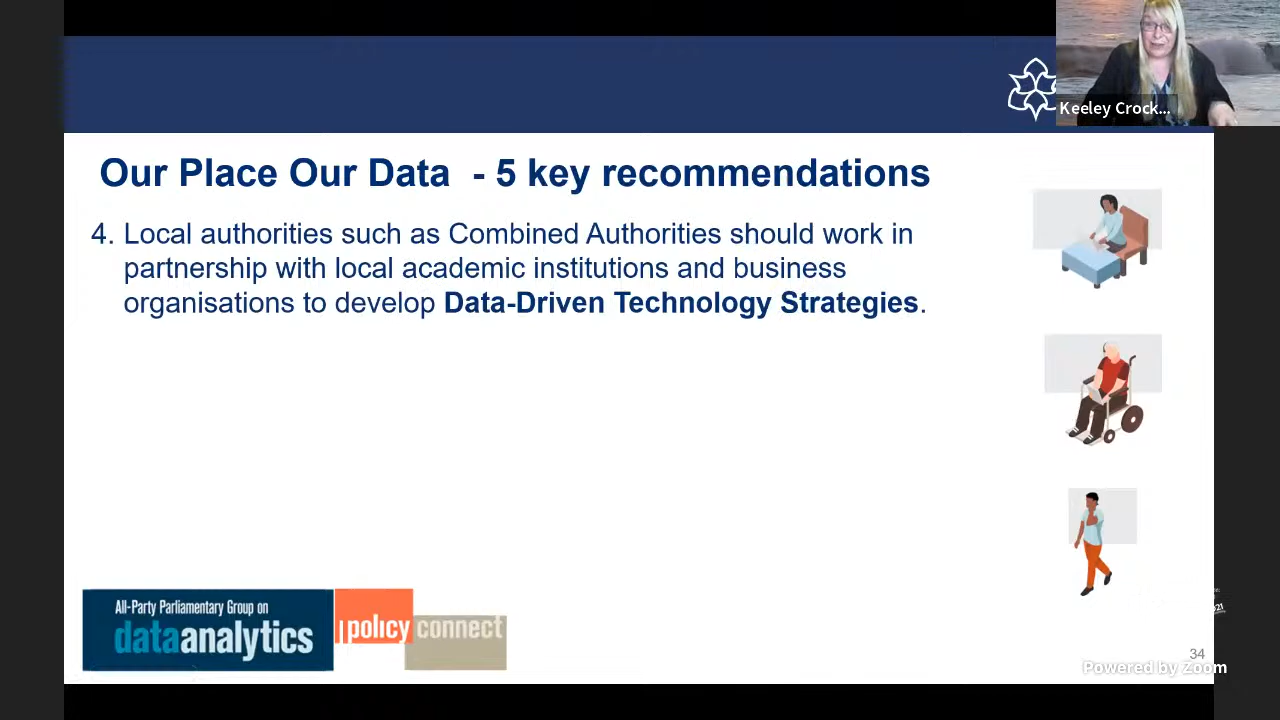 Keeley Crock...
Our Place Our Data - 5 key recommendations
4. Local authorities such as Combined Authorities should work in
partnership with local academic institutions and business
organisations to develop Data-Driven Technology Strategies.
All-Party Parliamentary Group on
dataanalytics
policy
connect
34
Powered by Zoom